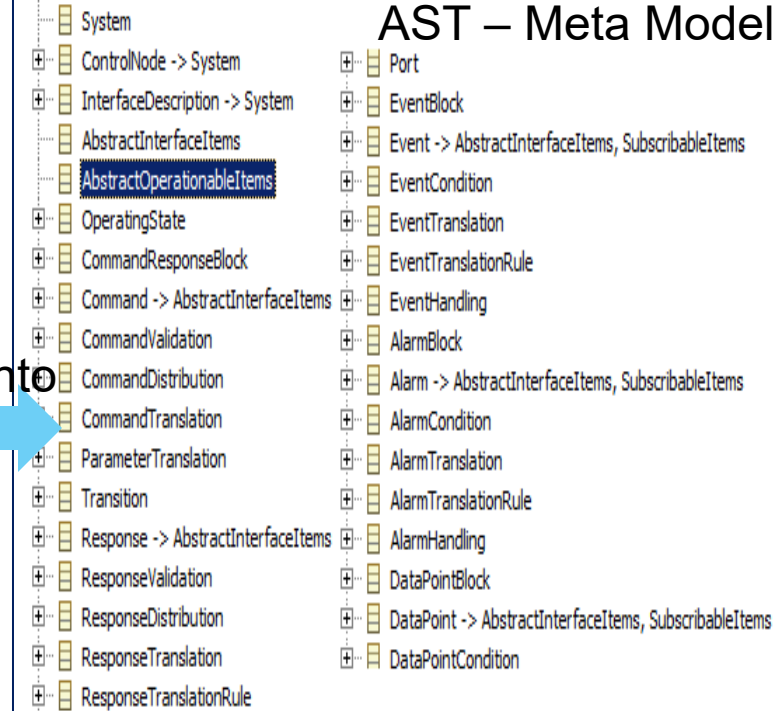 AST – Meta Model
System
ControlNode -> System
InterfaceDescription -> System
AbstractInterfaceItems
AbstractOperationableItems
OperatingState
CommandResponseBlock
Command -> AbstractInterfaceItems
CommandValidation
nto
CommandDistribution
CommandTranslation
ParameterTranslation
Transition
Response -> AbstractInterfaceItems
ResponseValidation
ResponseDistribution
ResponseTranslation
ResponseTranslationRule
Port
EventBlock
Event -> AbstractInterfaceItems, SubscribableItems
EventCondition
EventTranslation
EventTranslationRule
EventHandling
AlarmBlock
Alarm -> AbstractInterfaceItems, SubscribableItems
AlarmCondition
AlarmTranslation
AlarmTranslationRule
AlarmHandling
DataPointBlock
DataPoint -> AbstractInterfaceItems, SubscribableItems
DataPointCondition